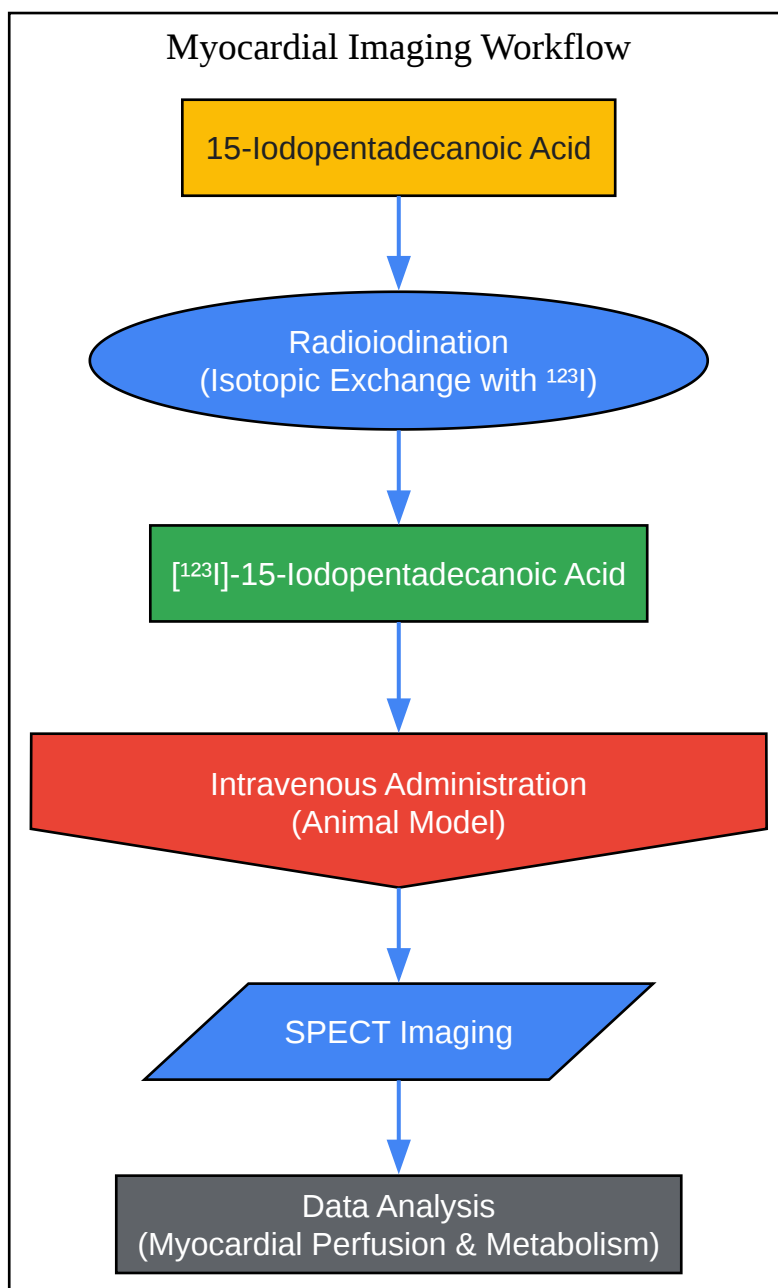 Myocardial Imaging Workflow
15-Iodopentadecanoic Acid
Radioiodination
(Isotopic Exchange with ¹²³I)
[¹²³I]-15-Iodopentadecanoic Acid
Intravenous Administration
(Animal Model)
SPECT Imaging
Data Analysis
(Myocardial Perfusion & Metabolism)